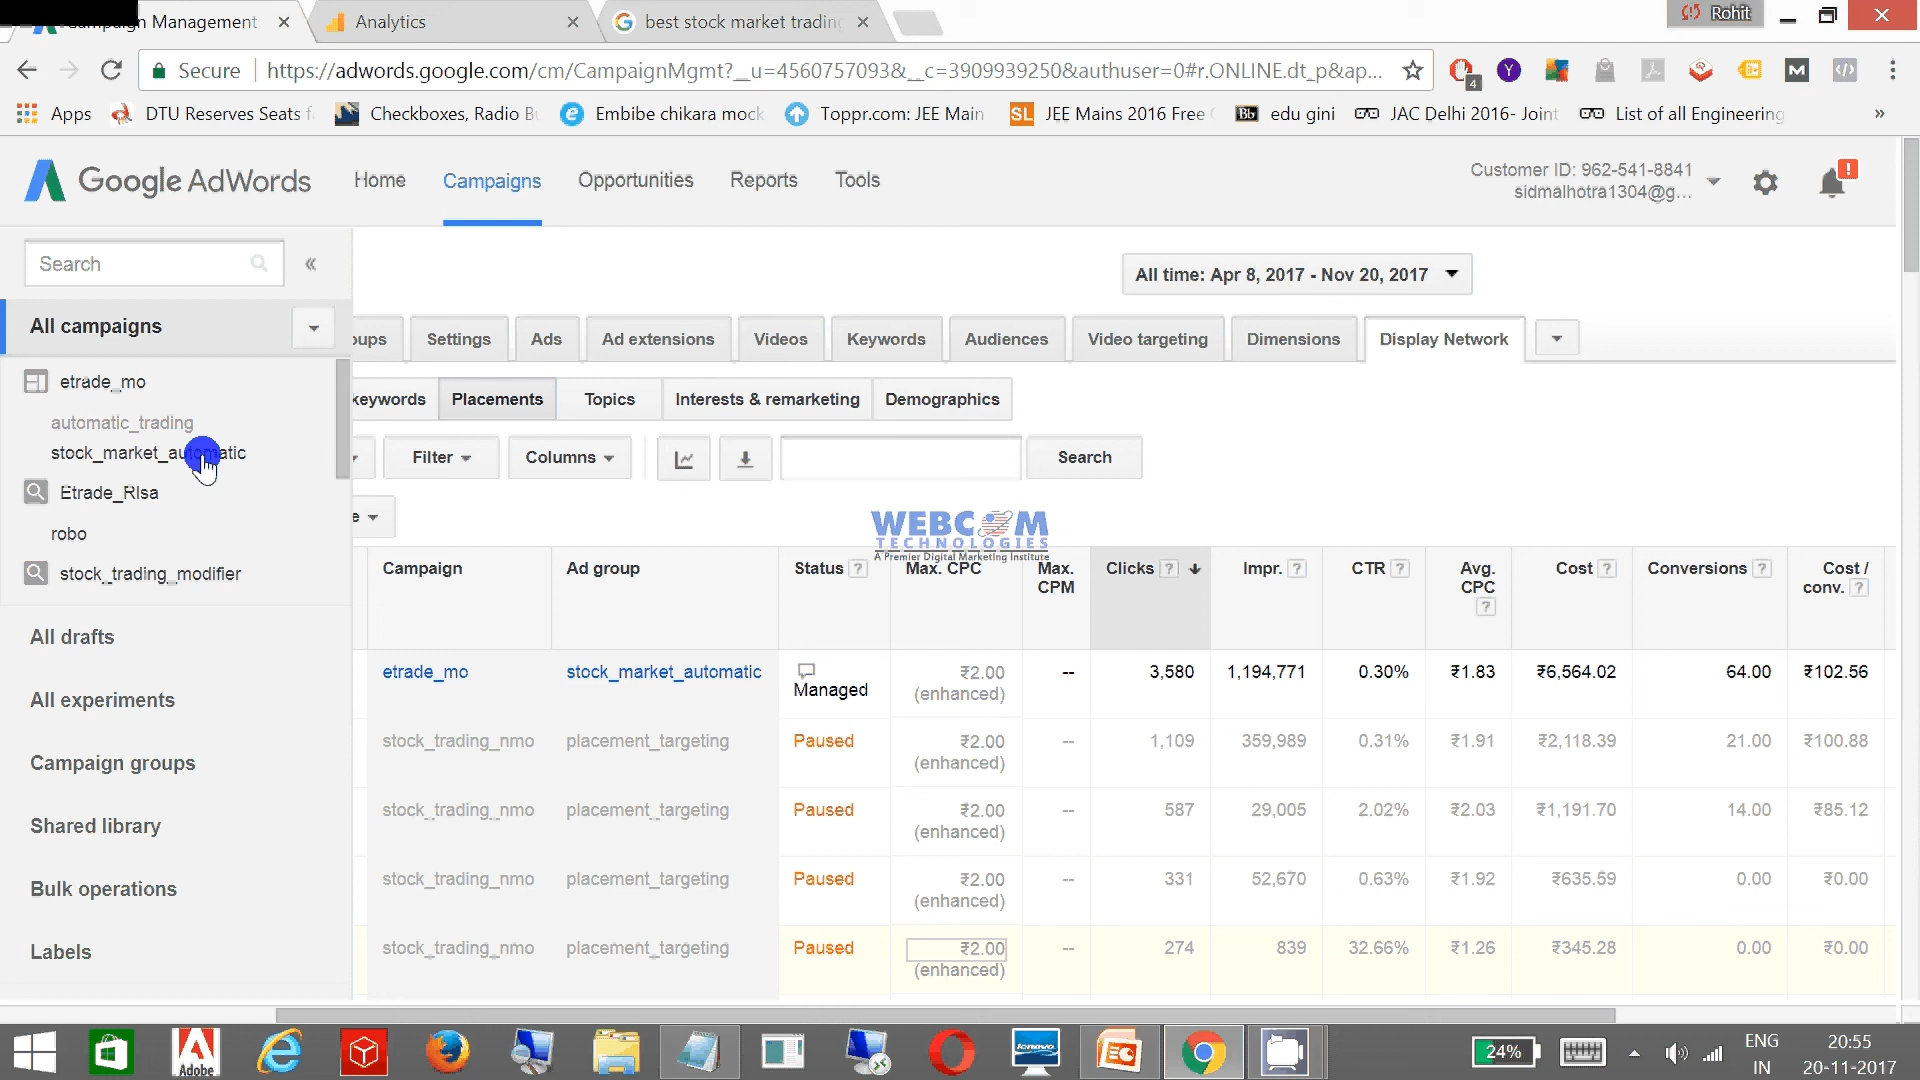 Campaign Management
Analytics
best stock market trading
Rohit
Secure
https://adwords.google.com/cm/CampaignMgmt?__u=4560757093&__c=3909939250&authuser=0#r.ONLINE.dt_p&ap...
4
Y
M
Apps
DTU Reserves Seats f
Checkboxes, Radio Bu
Embibe chikara mock
Toppr.com: JEE Main
SL
JEE Mains 2016 Free
Bb
edu gini
JAC Delhi 2016- Joint
List of all Engineering
»
Google AdWords
Home
Campaigns
Opportunities
Reports
Tools
Customer ID: 962-541-8841
sidmalhotra1304@g...
!
Search
«
All time: Apr 8, 2017 - Nov 20, 2017
All campaigns
oups
Settings
Ads
Ad extensions
Videos
Keywords
Audiences
Video targeting
Dimensions
Display Network
etrade_mo
automatic_trading
stock_market_automatic
Etrade_Rlsa
robo
stock_trading_modifier
keywords
Placements
Topics
Interests & remarketing
Demographics
Filter
Columns
Search
e
WEBCOM
TECHNOLOGIES
A Premier Digital Marketing Institute
Campaign
Ad group
Status ?
Max. CPC
Max. CPM
Clicks ?
Impr. ?
CTR ?
Avg. CPC ?
Cost ?
Conversions ?
Cost / conv. ?
etrade_mo stock_market_automatic Managed ₹2.00 (enhanced) -- 3,580 1,194,771 0.30% ₹1.83 ₹6,564.02 64.00 ₹102.56
stock_trading_nmo placement_targeting Paused ₹2.00 (enhanced) -- 1,109 359,989 0.31% ₹1.91 ₹2,118.39 21.00 ₹100.88
stock_trading_nmo placement_targeting Paused ₹2.00 (enhanced) -- 587 29,005 2.02% ₹2.03 ₹1,191.70 14.00 ₹85.12
stock_trading_nmo placement_targeting Paused ₹2.00 (enhanced) -- 331 52,670 0.63% ₹1.92 ₹635.59 0.00 ₹0.00
stock_trading_nmo placement_targeting Paused ₹2.00 (enhanced) -- 274 839 32.66% ₹1.26 ₹345.28 0.00 ₹0.00
All drafts
All experiments
Campaign groups
Shared library
Bulk operations
Labels
Adobe
lenovo
24%
ENG
IN
20:55
20-11-2017